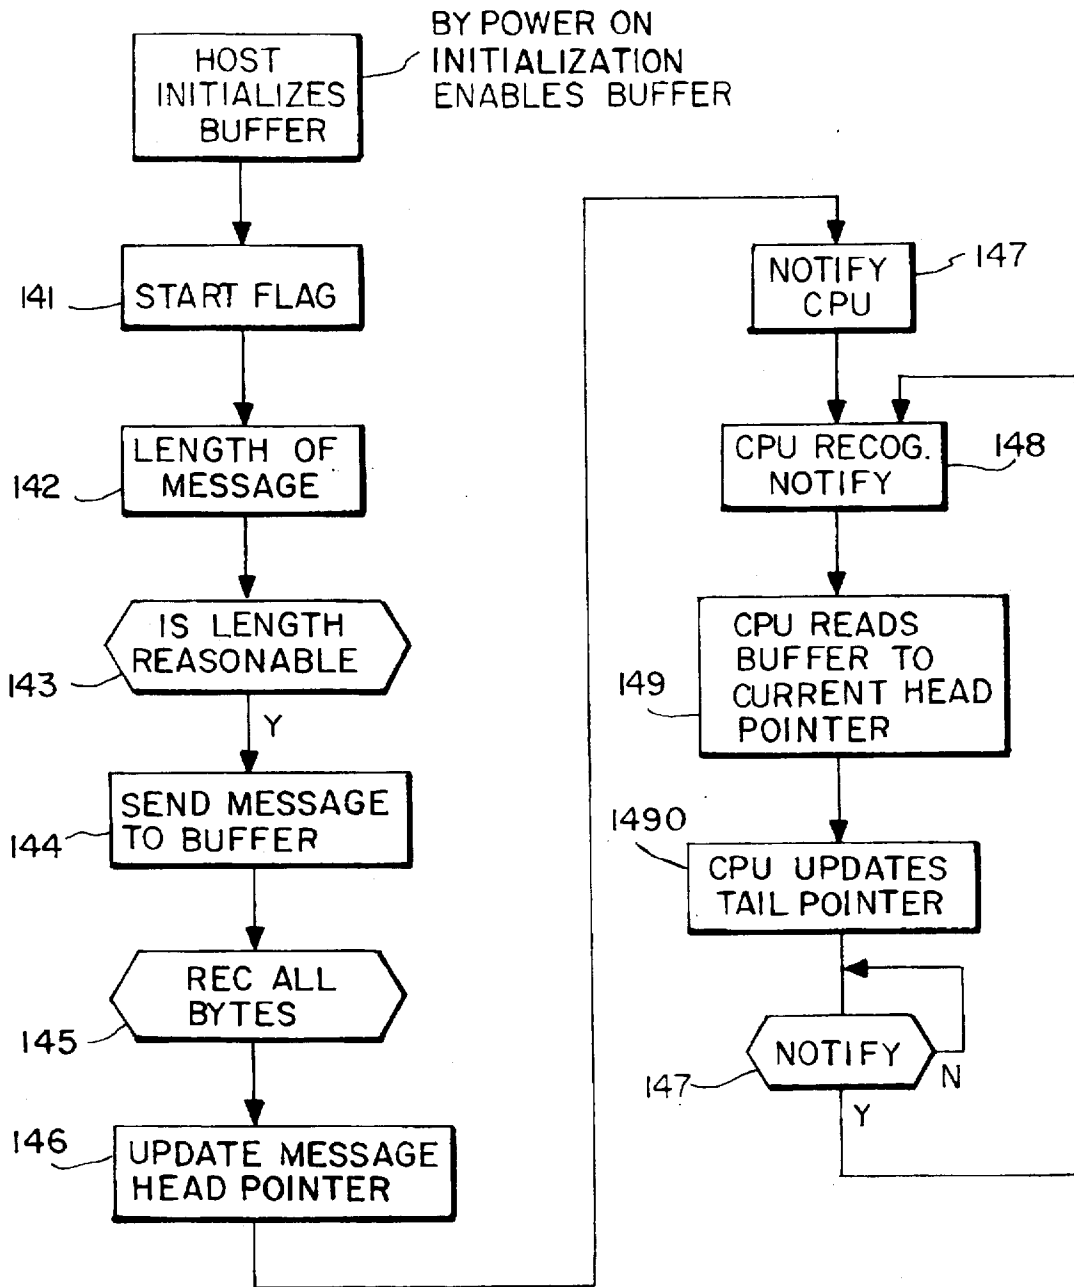 HOST
INITIALIZES
BUFFER
BY POWER ON
INITIALIZATION
ENABLES BUFFER
141
START FLAG
142
LENGTH OF
MESSAGE
143
IS LENGTH
REASONABLE
Y
144
SEND MESSAGE
TO BUFFER
145
REC ALL
BYTES
146
UPDATE MESSAGE
HEAD POINTER
NOTIFY
CPU
147
CPU RECOG.
NOTIFY
148
149
CPU READS
BUFFER TO
CURRENT HEAD
POINTER
1490
CPU UPDATES
TAIL POINTER
147
NOTIFY
N
Y